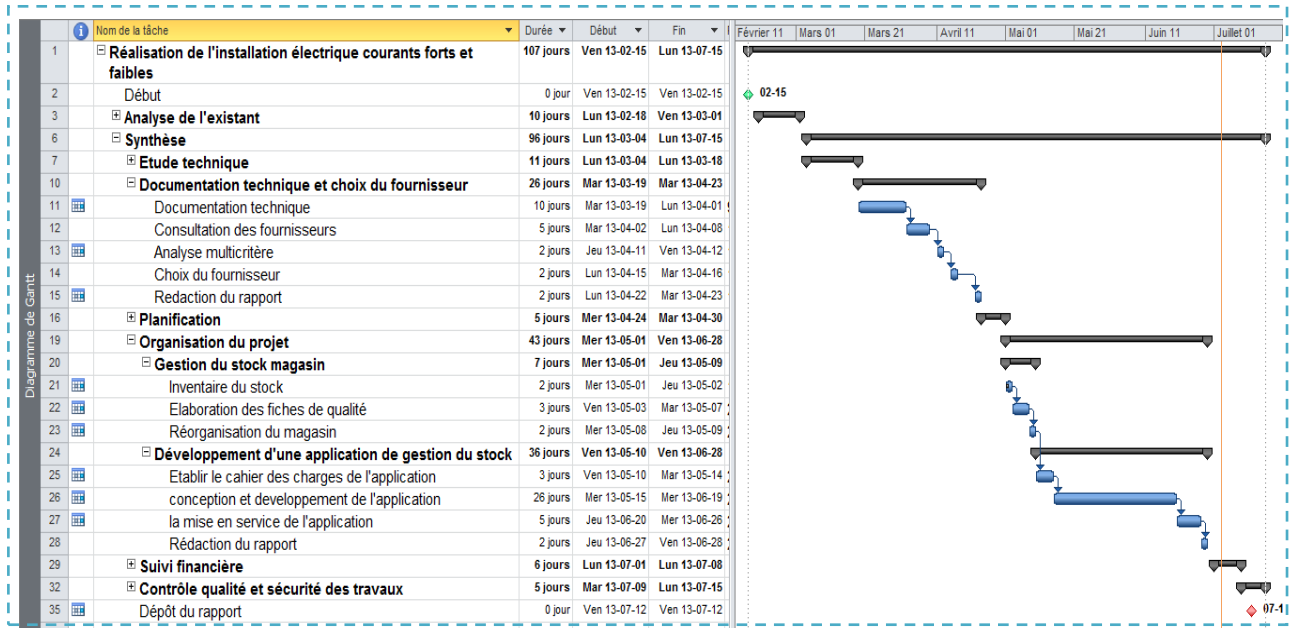 Nom de la tâche Durée Début Fin Février 11 Mars 01 Mars 21 Avril 11 Mai 01 Mai 21 Juin 11 Juillet 01
1 Réalisation de l'installation électrique courants forts et faibles 107 jours Ven 13-02-15 Lun 13-07-15
2 Début 0 jour Ven 13-02-15 Ven 13-02-15 02-15
3 Analyse de l'existant 10 jours Lun 13-02-18 Ven 13-03-01
6 Synthèse 96 jours Lun 13-03-04 Lun 13-07-15
7 Etude technique 11 jours Lun 13-03-04 Lun 13-03-18
10 Documentation technique et choix du fournisseur 26 jours Mar 13-03-19 Mar 13-04-23
11 Documentation technique 10 jours Mar 13-03-19 Lun 13-04-01
12 Consultation des fournisseurs 5 jours Mar 13-04-02 Lun 13-04-08
13 Analyse multicritère 2 jours Jeu 13-04-11 Ven 13-04-12
14 Choix du fournisseur 2 jours Lun 13-04-15 Mar 13-04-16
15 Redaction du rapport 2 jours Lun 13-04-22 Mar 13-04-23
16 Planification 5 jours Mer 13-04-24 Mar 13-04-30
19 Organisation du projet 43 jours Mer 13-05-01 Ven 13-06-28
20 Gestion du stock magasin 7 jours Mer 13-05-01 Jeu 13-05-09
21 Inventaire du stock 2 jours Mer 13-05-01 Jeu 13-05-02
22 Elaboration des fiches de qualité 3 jours Ven 13-05-03 Mar 13-05-07
23 Réorganisation du magasin 2 jours Mer 13-05-08 Jeu 13-05-09
24 Développement d'une application de gestion du stock 36 jours Ven 13-05-10 Ven 13-06-28
25 Etablir le cahier des charges de l'application 3 jours Ven 13-05-10 Mar 13-05-14
26 conception et developpement de l'application 26 jours Mer 13-05-15 Mer 13-06-19
27 la mise en service de l'application 5 jours Jeu 13-06-20 Mer 13-06-26
28 Rédaction du rapport 2 jours Jeu 13-06-27 Ven 13-06-28
29 Suivi financière 6 jours Lun 13-07-01 Lun 13-07-08
32 Contrôle qualité et sécurité des travaux 5 jours Mar 13-07-09 Lun 13-07-15
35 Dépôt du rapport 0 jour Ven 13-07-12 Ven 13-07-12
Diagramme de Gantt